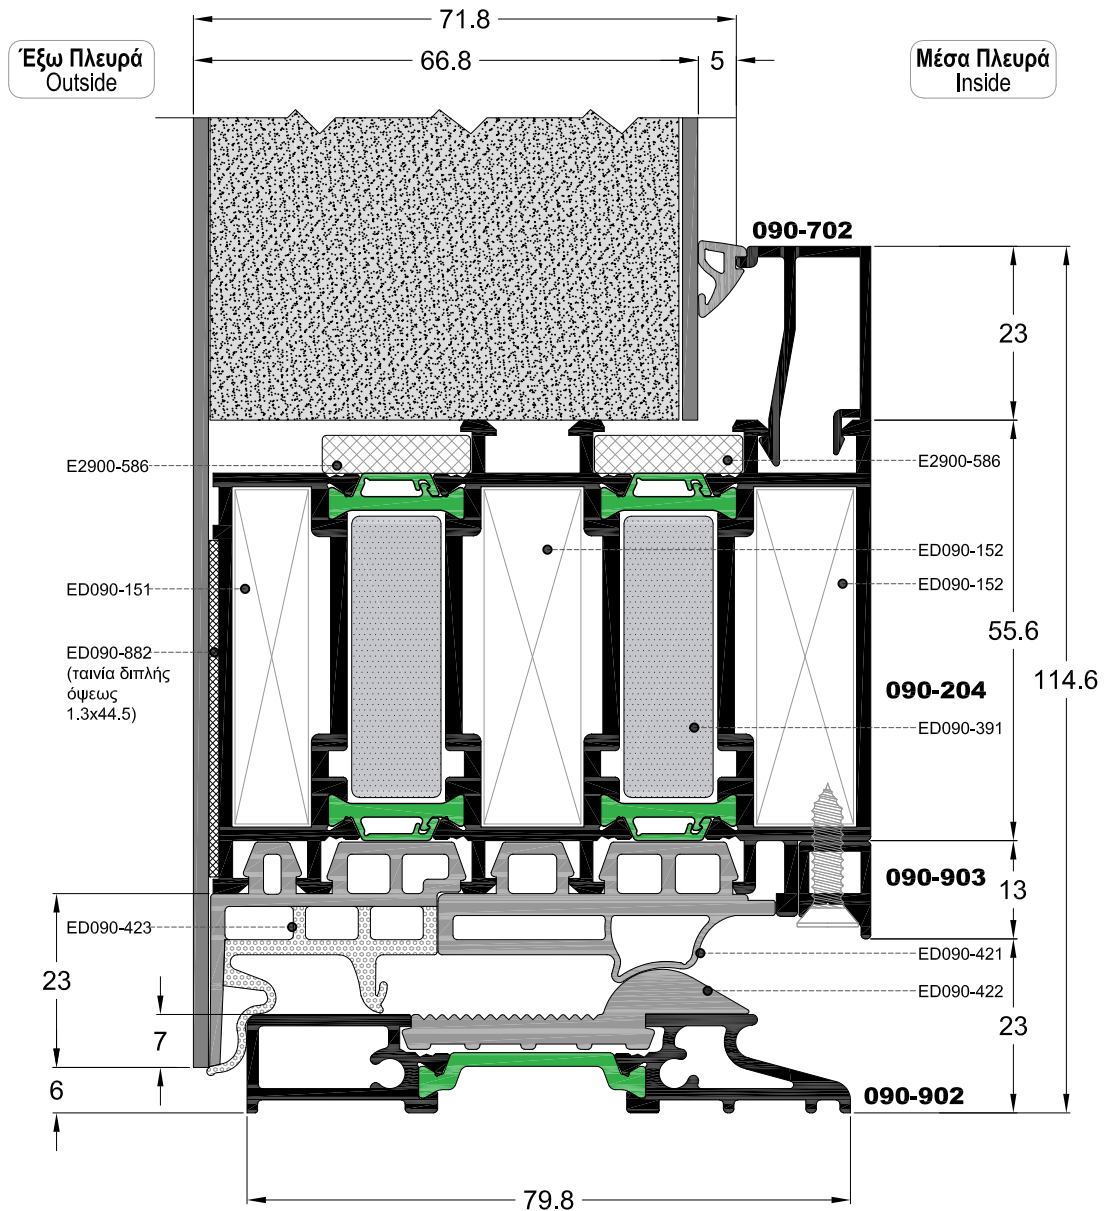 71.8
Έξω Πλευρά
Outside
66.8
5
Μέσα Πλευρά
Inside
090-702
23
E2900-586
E2900-586
ED090-152
ED090-151
ED090-152
55.6
ED090-882
(ταινία διπλής
όψεως
1.3x44.5)
114.6
090-204
ED090-391
090-903
13
ED090-423
ED090-421
23
ED090-422
23
7
6
090-902
79.8